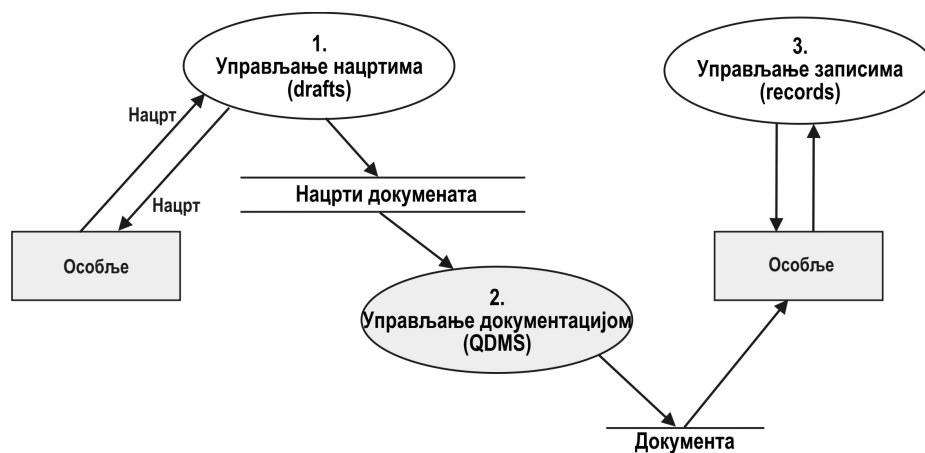 1.
Управљање нацртима
(drafts)
Нацрт
Нацрт
Особље
Нацрти докумената
2.
Управљање документацијом
(QDMS)
3.
Управљање записима
(records)
Особље
Документа